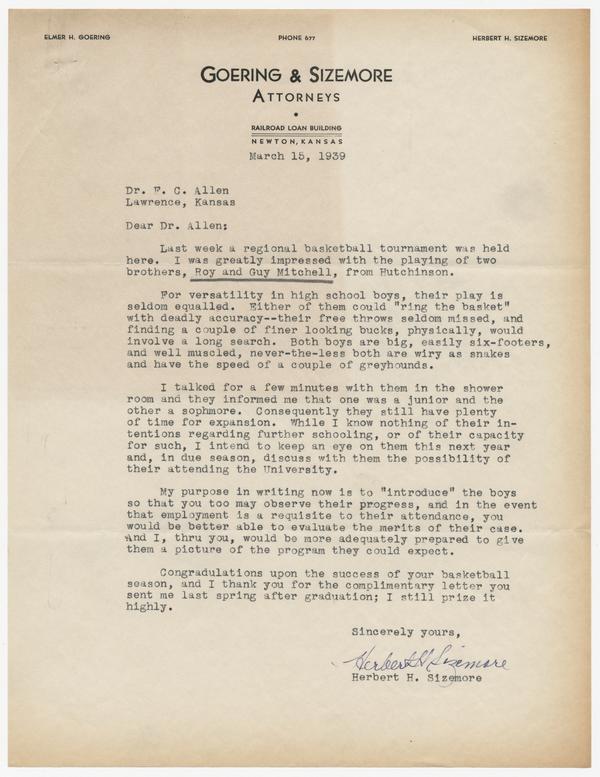 ELMER H. GOERING PHONE 677 HERBERT H. SIZEMORE
GOERING & SIZEMORE
ATTORNEYS
RAILROAD LOAN BUILDING
NEWTON, KANSAS
March 15, 1939
Dr. F. C. Allen
Lawrence, Kansas
Dear Dr. Allen;
Last week a regional basketball tournament was held
here. I was greatly impressed with the playing of two
brothers, Roy and Guy Mitchell, from Hutchinson.
For versatility in high school boys, their play is
seldom equalled. Either of them could "ring the basket"
with deadly accuracy--their free throws seldom missed, and
finding a couple of finer looking bucks, physically, would
involve a long search. Both boys are big, easily six-footers,
and well muscled, never-the-less both are wiry as snakes
and have the speed of a couple of greyhounds.
I talked for a few minutes with them in the shower
room and they informed me that one was a junior and the
other a sophmore. Consequently they still have plenty
of time for expansion. While I know nothing of their in-
tentions regarding further schooling, or of their capacity
for such, I intend to keep an eye on them this next year
and, in due season, discuss with them the possibility of
their attending the University.
My purpose in writing now is to "introduce" the boys
so that you too may observe their progress, and in the event
that employment is a requisite to their attendance, you
would be better able to evaluate the merits of their case.
And I, thru you, would be more adequately prepared to give
them a picture of the program they could expect.
Congradulations upon the success of your basketball
season, and I thank you for the complimentary letter you
sent me last spring after graduation; I still prize it
highly.
Sincerely yours,
Herbert H Sizemore
Herbert H. Sizemore